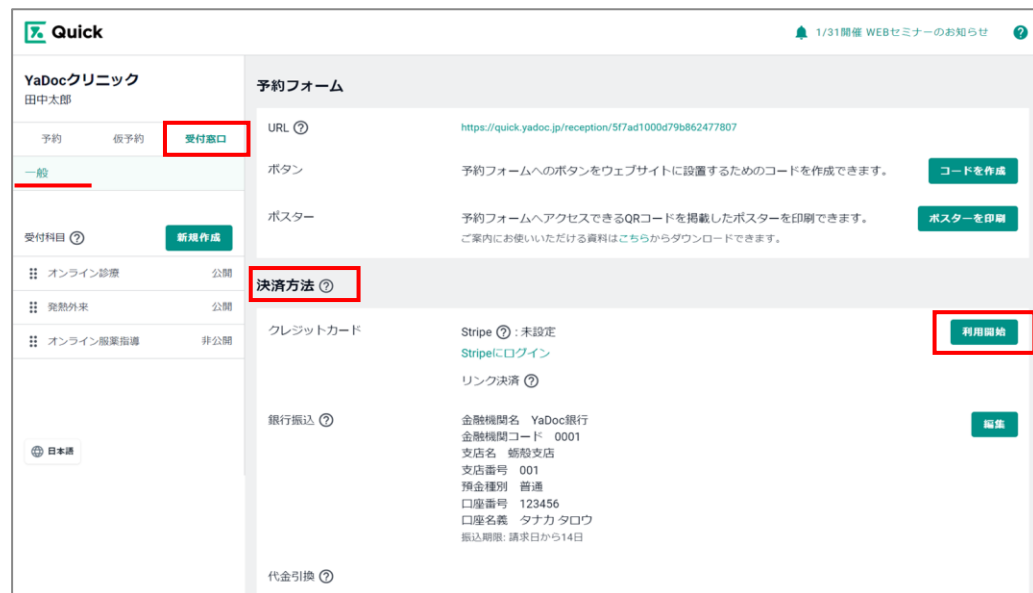 Quick
1/31開催 WEBセミナーのお知らせ
YaDocクリニック
田中太郎
予約 仮予約 受付窓口
一般
受付科目 ?
新規作成
オンライン診療 公開
発熱外来 公開
オンライン服薬指導 非公開
日本語
予約フォーム
URL ? https://quick.yadoc.jp/reception/5f7ad1000d79b862477807
ボタン 予約フォームへのボタンをウェブサイトに設置するためのコードを作成できます。 コードを作成
ポスター 予約フォームへアクセスできるQRコードを掲載したポスターを印刷できます。 ポスターを印刷
ご案内にお使いいただける資料はこちらからダウンロードできます。
決済方法 ?
クレジットカード Stripe ? : 未設定 利用開始
Stripeにログイン
リンク決済 ?
銀行振込 ? 金融機関名 YaDoc銀行 編集
金融機関コード 0001
支店名 蛎殻支店
支店番号 001
預金種別 普通
口座番号 123456
口座名義 タナカ タロウ
振込期限: 請求日から14日
代金引換 ?